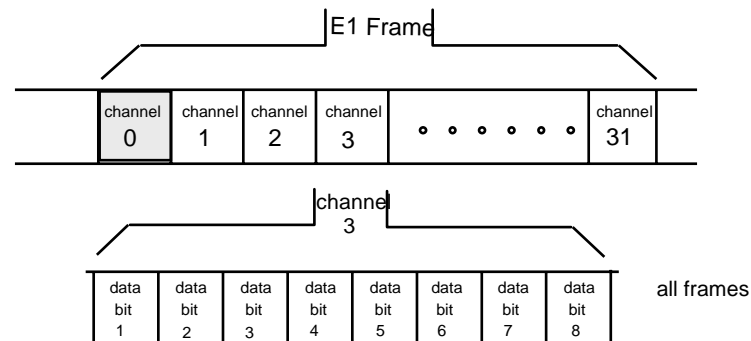 E1 Frame
channel channel channel channel channel
0 1 2 3 31
channel
3
data data data data data data data data
bit bit bit bit bit bit bit bit
1 2 3 4 5 6 7 8
all frames